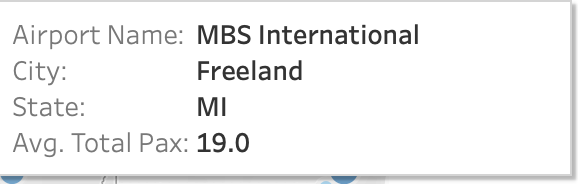 Airport Name: MBS International
City: Freeland
State: MI
Avg. Total Pax: 19.0